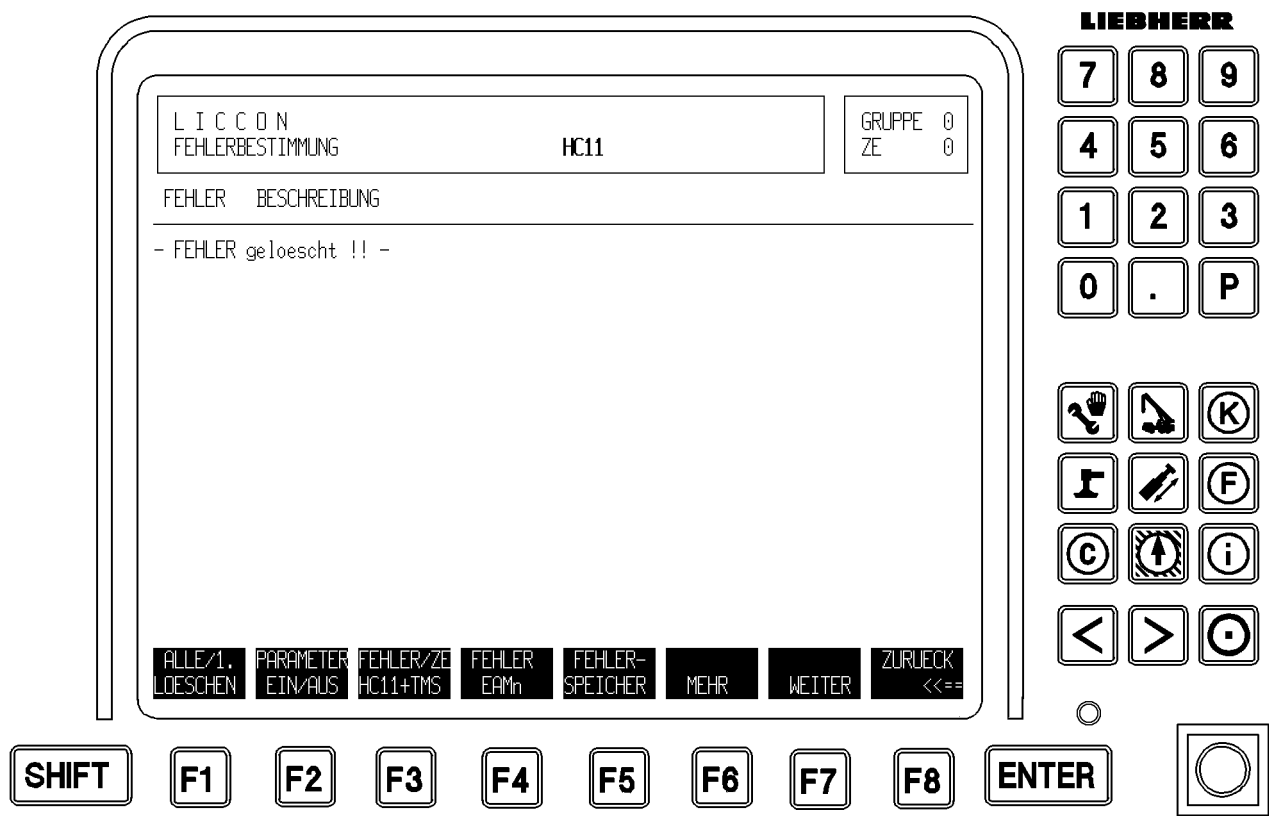 LIEBHERR
L I C C O N
FEHLERBESTIMMUNG HC11
GRUPPE 0
ZE 0
FEHLER BESCHREIBUNG
- FEHLER geloescht !! -
ALLE/1. LOESCHEN
PARAMETER EIN/AUS
FEHLER/ZE HC11+TMS
FEHLER EAMn
FEHLER- SPEICHER
MEHR
WEITER
ZURUECK <<==
7 8 9
4 5 6
1 2 3
0 . P
K
F
C i
< >
SHIFT F1 F2 F3 F4 F5 F6 F7 F8 ENTER